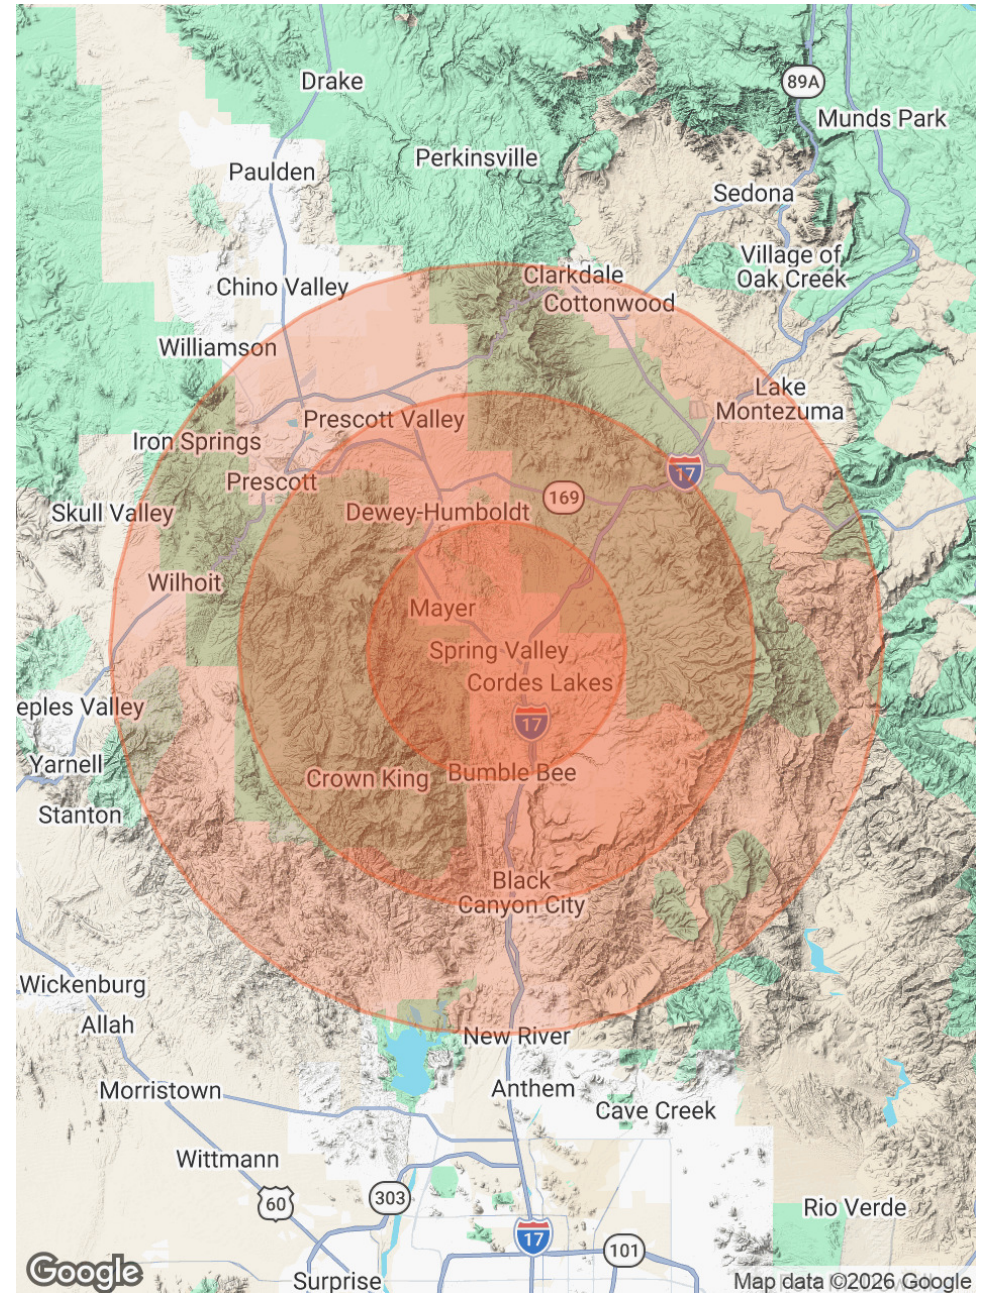 Drake
89A
Munds Park
Perkinsville
Paulden
Sedona
Village of
Oak Creek
Clarkdale
Chino Valley
Cottonwood
Williamson
Lake
Montezuma
Prescott Valley
Iron Springs
17
Prescott
169
Skull Valley
Dewey-Humboldt
Wilhoit
Mayer
Spring Valley
Cordes Lakes
eeples Valley
17
Yarnell
Crown King
Bumble Bee
Stanton
Black
Canyon City
Wickenburg
Allah
New River
Morristown
Anthem
Cave Creek
Wittmann
60
303
Rio Verde
17
101
Google
Surprise
Map data ©2026 Google